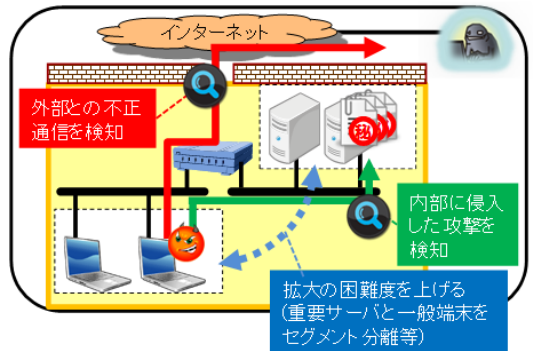 インターネット
外部との不正
通信を検知
㊙
内部に侵入
した攻撃を
検知
拡大の困難度を上げる
(重要サーバと一般端末を
セグメント分離等)